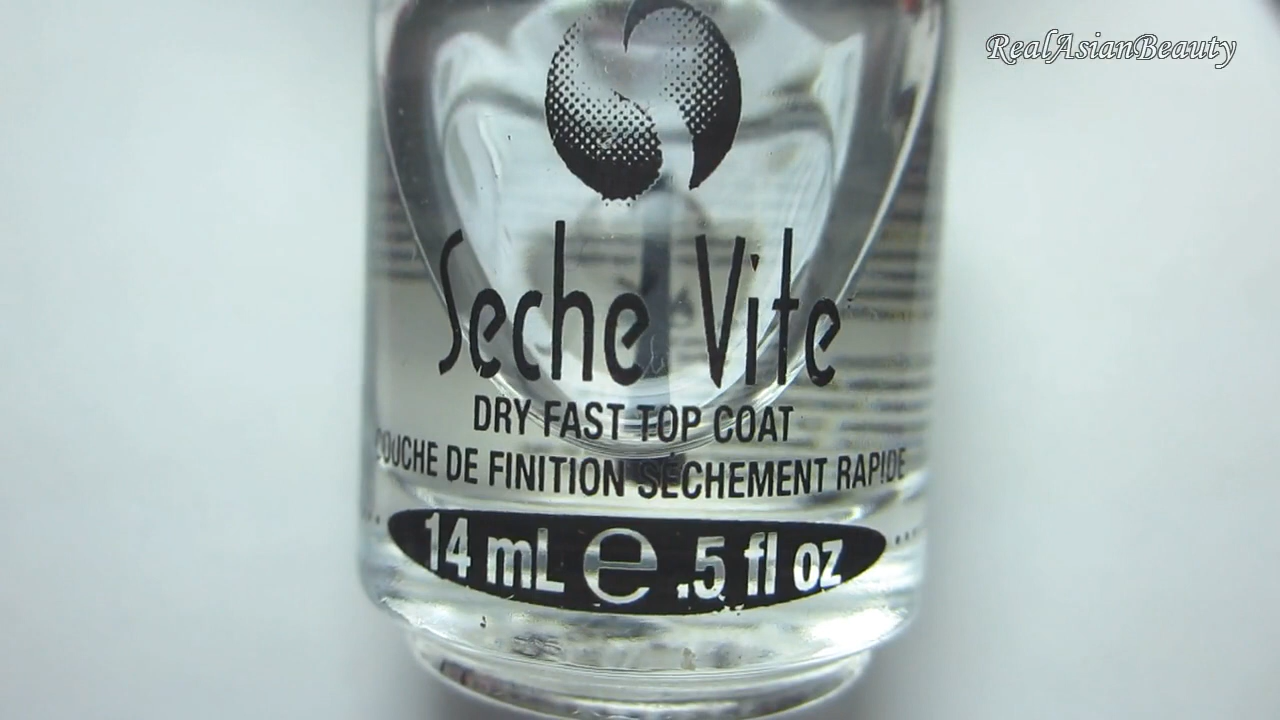 RealAsianBeauty
Seche Vite
DRY FAST TOP COAT
COUCHE DE FINITION SÉCHEMENT RAPIDE
14 mL e .5 fl oz